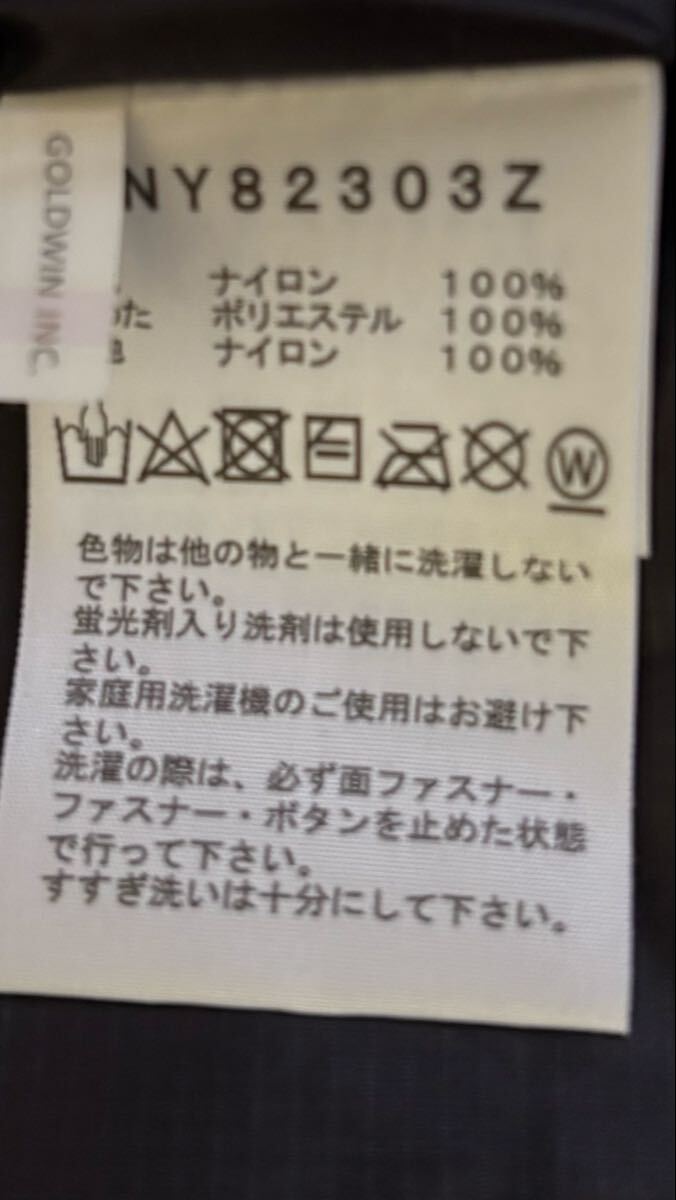 GOLDWIN INC.
NY82303Z
ナイロン 100%
わた ポリエステル 100%
地 ナイロン 100%
W
色物は他の物と一緒に洗濯しない
で下さい。
蛍光剤入り洗剤は使用しないで下
さい。
家庭用洗濯機のご使用はお避け下
さい。
洗濯の際は、必ず面ファスナー・
ファスナー・ボタンを止めた状態
で行って下さい。
すすぎ洗いは十分にして下さい。